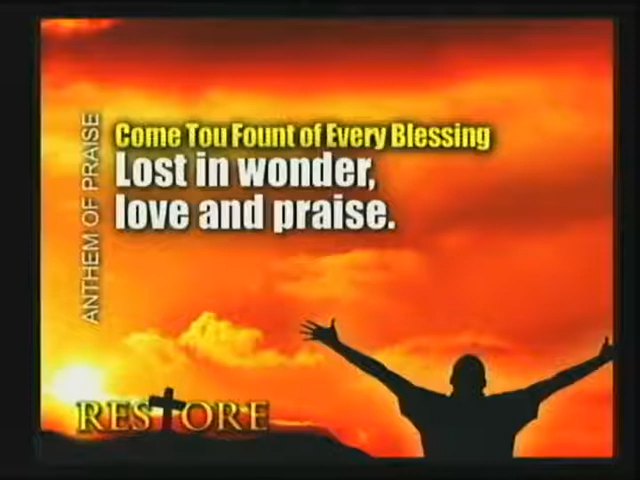 ANTHEM OF PRAISE
Come Tou Fount of Every Blessing
Lost in wonder,
love and praise.
RESTORE